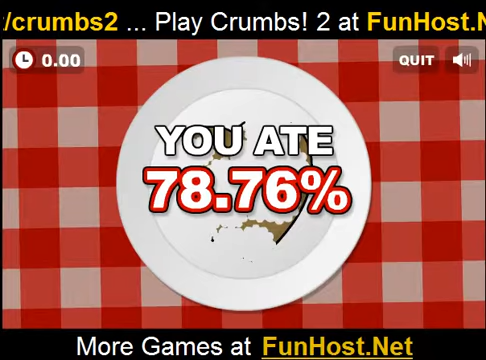 /crumbs2 ... Play Crumbs! 2 at FunHost.N
0.00
QUIT
YOU ATE
78.76%
More Games at FunHost.Net